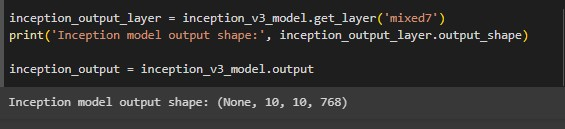 inception_output_layer = inception_v3_model.get_layer('mixed7')
print('Inception model output shape:', inception_output_layer.output_shape)
inception_output = inception_v3_model.output
Inception model output shape: (None, 10, 10, 768)